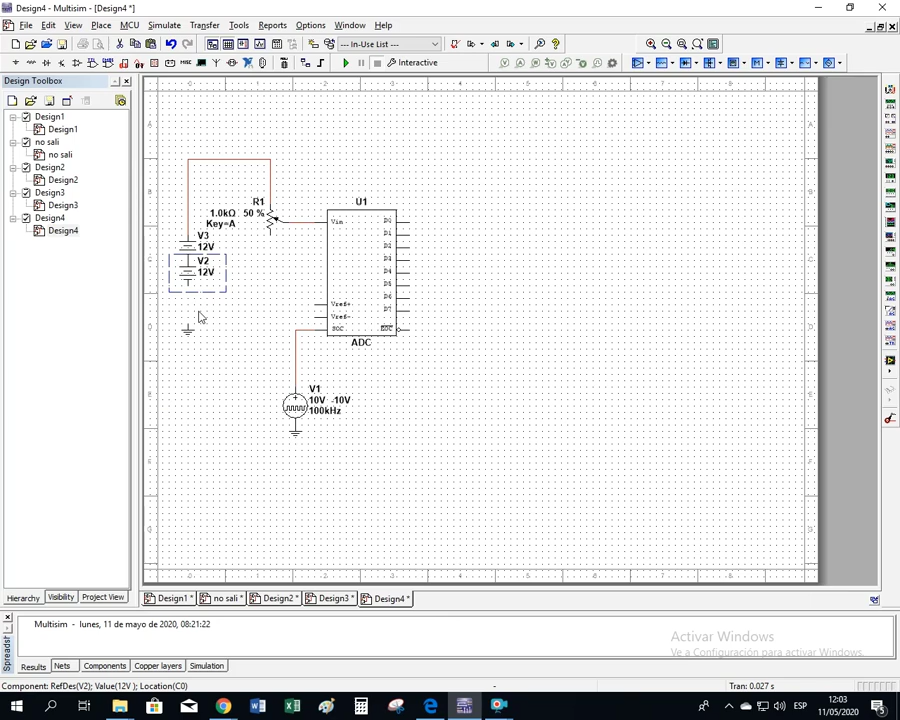 Design4 - Multisim - [Design4 *]
File Edit View Place MCU Simulate Transfer Tools Reports Options Window Help
--- In-Use List ---
Interactive
Design Toolbox
Design1
Design1
no sali
no sali
Design2
Design2
Design3
Design3
Design4
Design4
R1
1.0kΩ 50 %
Key=A
V3
12V
V2
12V
U1
Vin
D0
D1
D2
D3
D4
D5
D6
D7
Vref+
Vref-
SOC
EOC
ADC
V1
10V -10V
100kHz
Hierarchy Visibility Project View
Design1 * no sali * Design2 * Design3 * Design4 *
Multisim - lunes, 11 de mayo de 2020, 08:21:22
Activar Windows
Ve a Configuración para activar Windows.
Results Nets Components Copper layers Simulation
Component: RefDes(V2); Value(12V ); Location(C0)
-
Tran: 0.027 s
ESP
12:03
11/05/2020